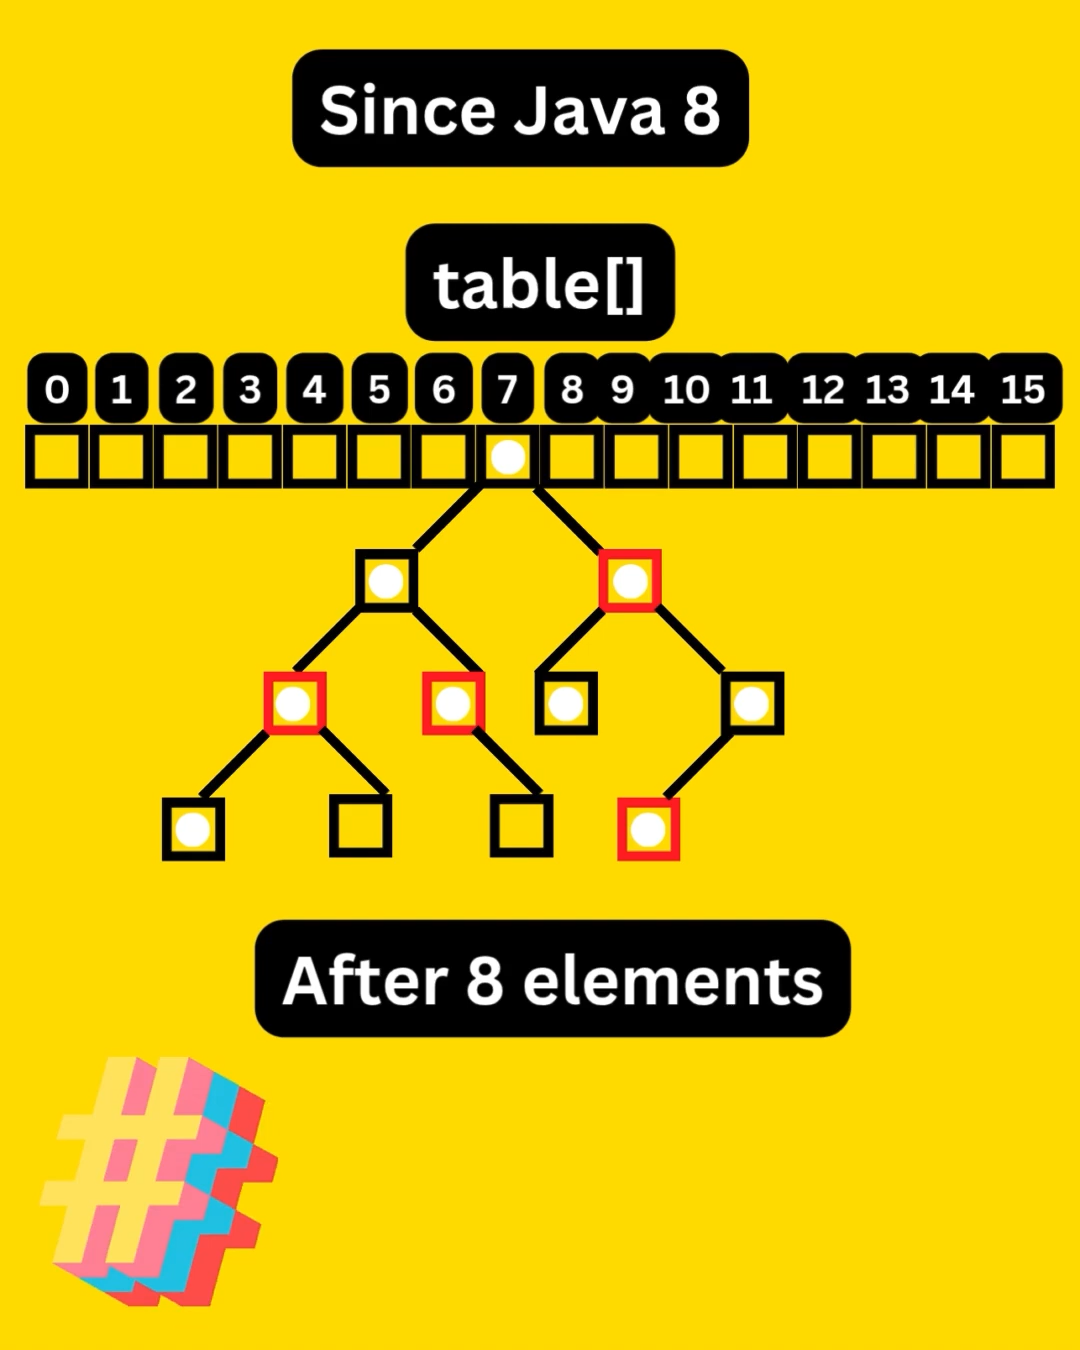 Since Java 8
table[]
0 1 2 3 4 5 6 7 8 9 10 11 12 13 14 15
After 8 elements
#